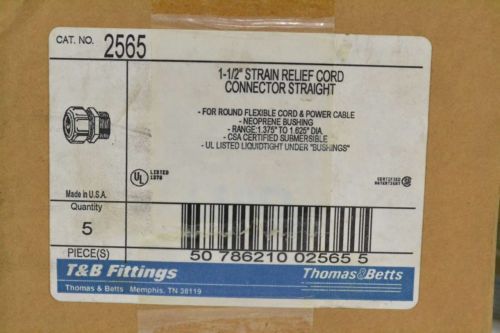 CAT. NO. 2565
1-1/2" STRAIN RELIEF CORD
CONNECTOR STRAIGHT
- FOR ROUND FLEXIBLE CORD & POWER CABLE
- NEOPRENE BUSHING
- RANGE:1.375" TO 1.625" DIA
- CSA CERTIFIED SUBMERSIBLE
- UL LISTED LIQUIDTIGHT UNDER "BUSHINGS"
UL LISTED
Made in U.S.A.
Quantity
5
PIECE(S)
50 786210 02565 5
T&B Fittings
Thomas&Betts
Thomas & Betts Memphis, TN 38119